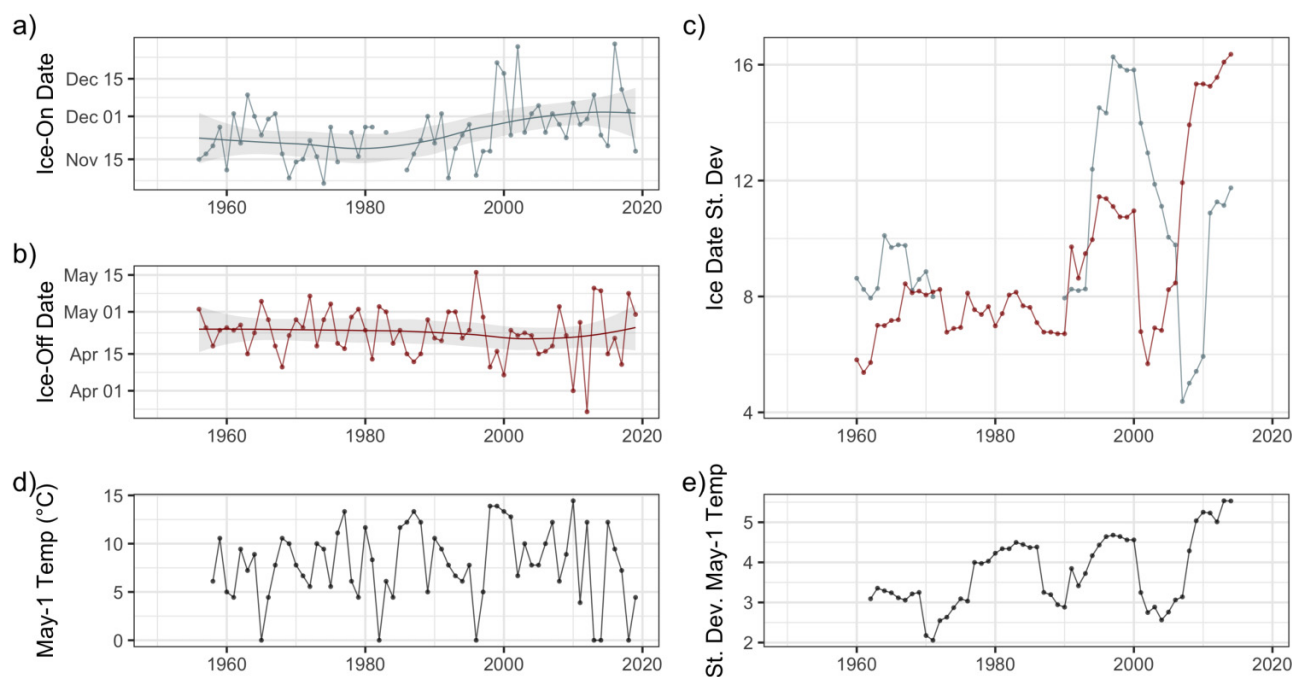 a)
Ice-On Date
Dec 15
Dec 01
Nov 15
1960 1980 2000 2020
b)
Ice-Off Date
May 15
May 01
Apr 15
Apr 01
1960 1980 2000 2020
c)
Ice Date St. Dev
16
12
8
4
1960 1980 2000 2020
d)
May-1 Temp (°C)
15
10
5
0
1960 1980 2000 2020
e)
St. Dev. May-1 Temp
5
4
3
2
1960 1980 2000 2020